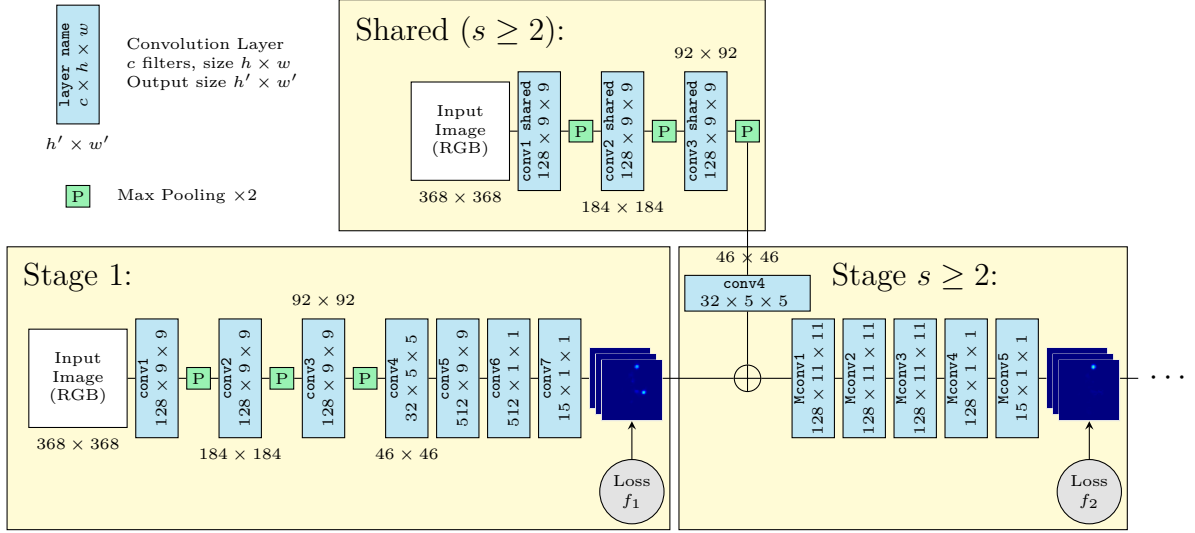 layer name
c × h × w
h′ × w′
Convolution Layer
c filters, size h × w
Output size h′ × w′
P
Max Pooling ×2
Shared (s ≥ 2):
Input
Image
(RGB)
368 × 368
conv1 shared
128 × 9 × 9
P
conv2 shared
128 × 9 × 9
184 × 184
P
92 × 92
conv3 shared
128 × 9 × 9
P
Stage 1:
Input
Image
(RGB)
368 × 368
conv1
128 × 9 × 9
P
conv2
128 × 9 × 9
184 × 184
P
92 × 92
conv3
128 × 9 × 9
P
conv4
32 × 5 × 5
46 × 46
conv5
512 × 9 × 9
conv6
512 × 1 × 1
conv7
15 × 1 × 1
Loss
f₁
46 × 46
conv4
32 × 5 × 5
Stage s ≥ 2:
Mconv1
128 × 11 × 11
Mconv2
128 × 11 × 11
Mconv3
128 × 11 × 11
Mconv4
128 × 1 × 1
Mconv5
15 × 1 × 1
Loss
f₂
· · ·